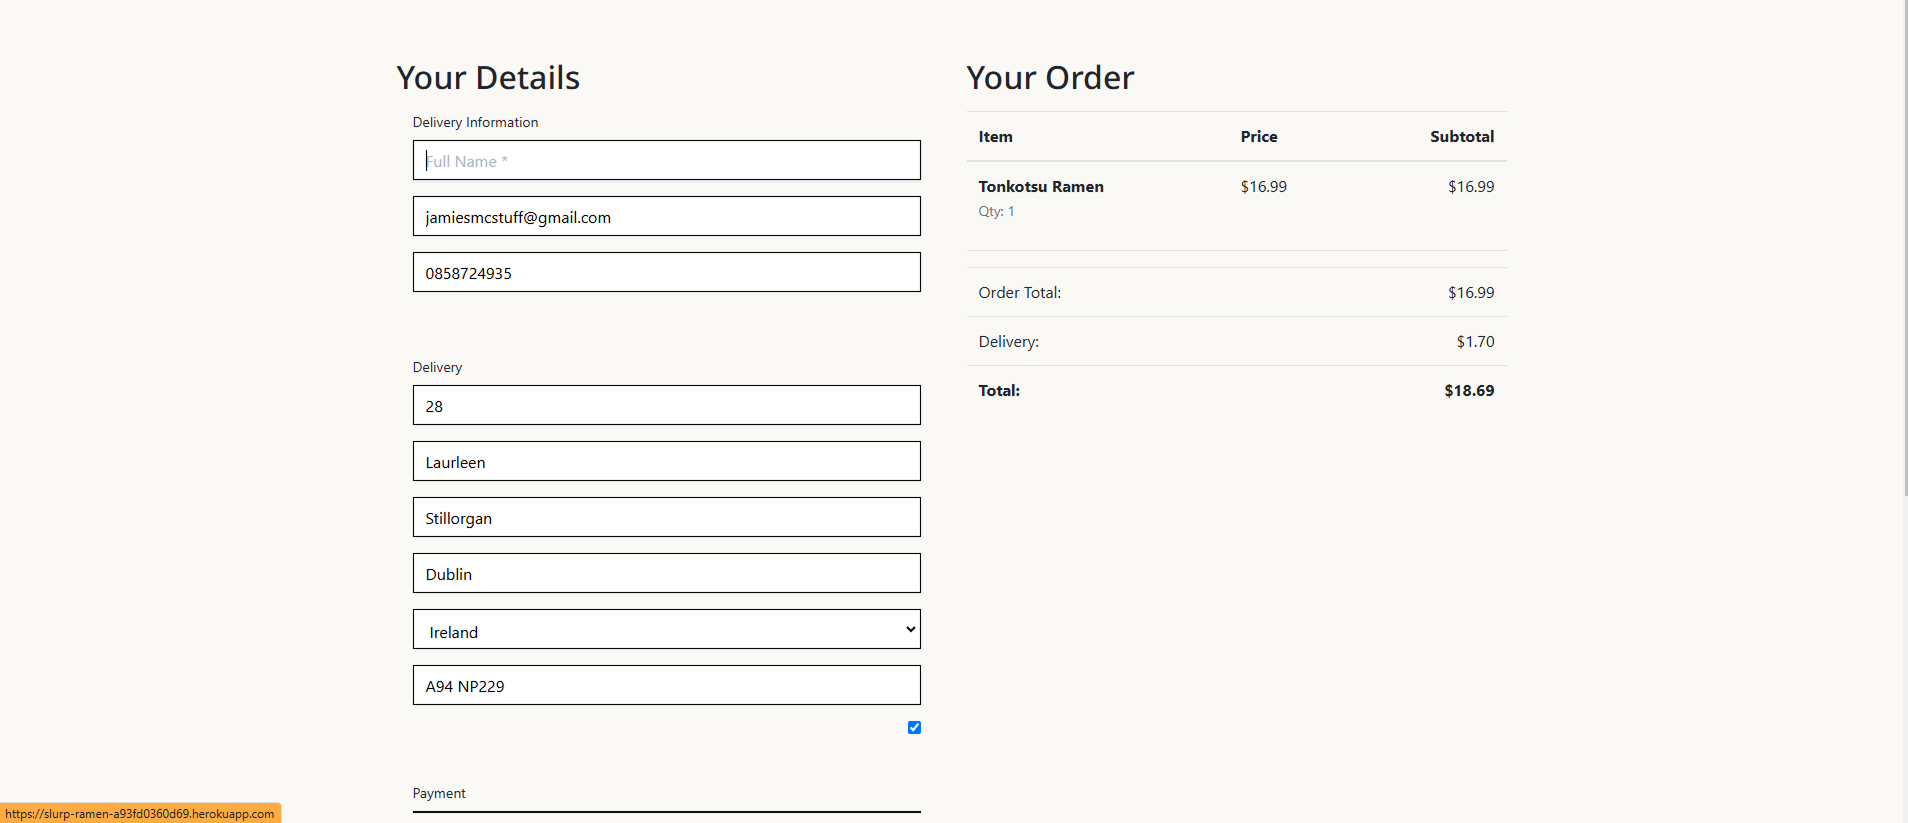 Your Details
Delivery Information
Full Name *
jamiesmcstuff@gmail.com
0858724935
Delivery
28
Laurleen
Stillorgan
Dublin
Ireland
A94 NP229
Payment
Your Order
Item Price Subtotal
Tonkotsu Ramen $16.99 $16.99
Qty: 1
Order Total: $16.99
Delivery: $1.70
Total: $18.69
https://slurp-ramen-a93fd0360d69.herokuapp.com